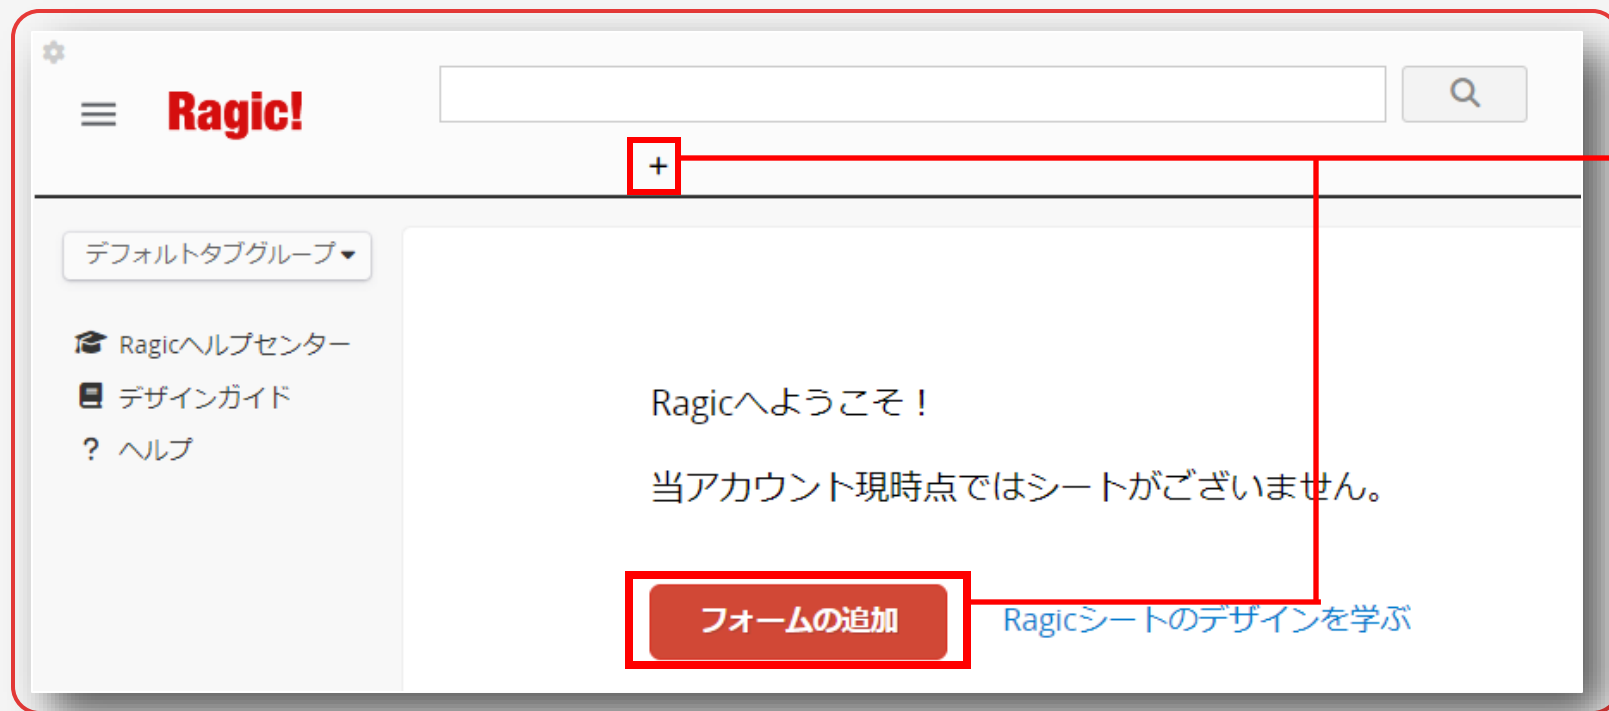 Ragic!
+
デフォルトタブグループ
Ragicヘルプセンター
デザインガイド
? ヘルプ
Ragicへようこそ！
当アカウント現時点ではシートがございません。
フォームの追加
Ragicシートのデザインを学ぶ